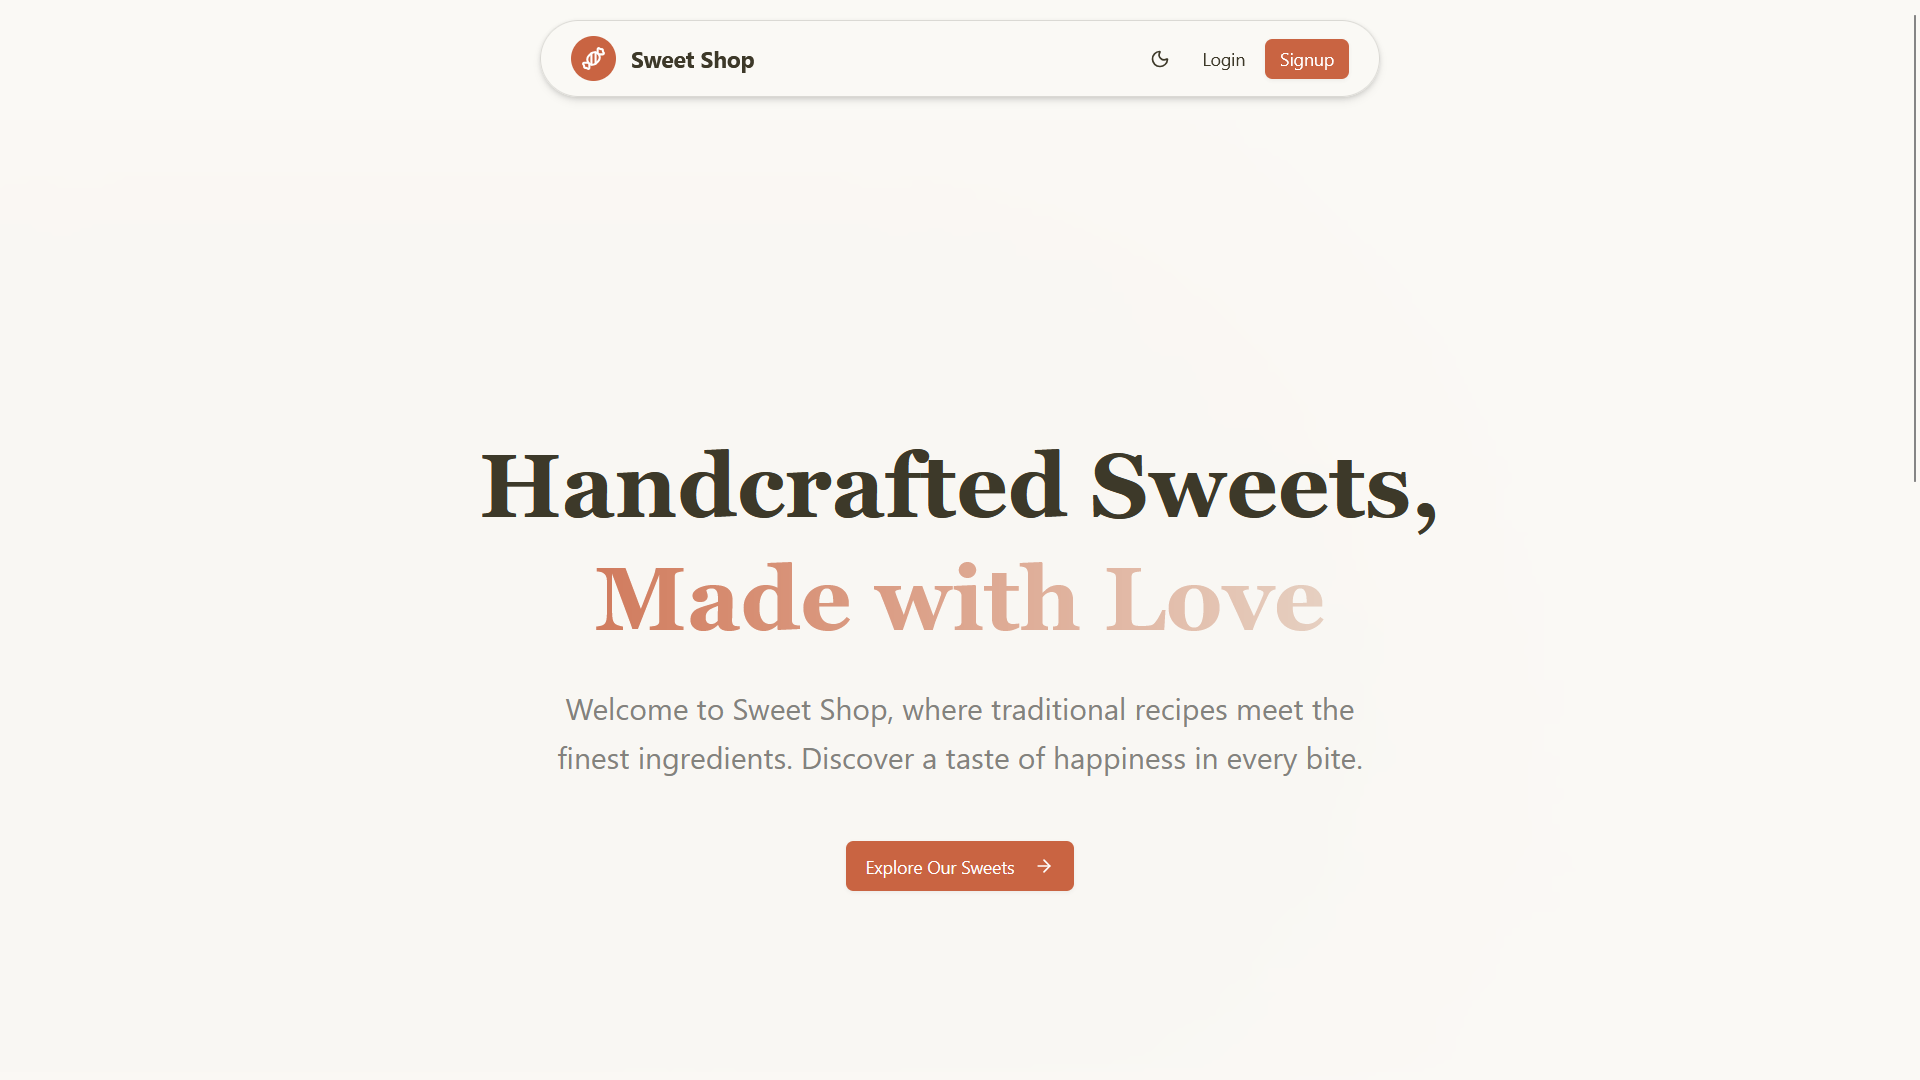 Sweet Shop
Login
Signup
Handcrafted Sweets,
Made with Love
Welcome to Sweet Shop, where traditional recipes meet the
finest ingredients. Discover a taste of happiness in every bite.
Explore Our Sweets